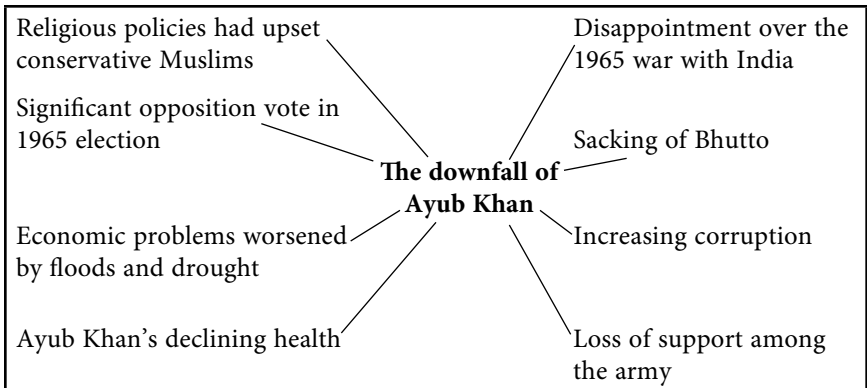 Religious policies had upset
conservative Muslims
Disappointment over the
1965 war with India
Significant opposition vote in
1965 election
Sacking of Bhutto
The downfall of
Ayub Khan
Economic problems worsened
by floods and drought
Increasing corruption
Ayub Khan’s declining health
Loss of support among
the army